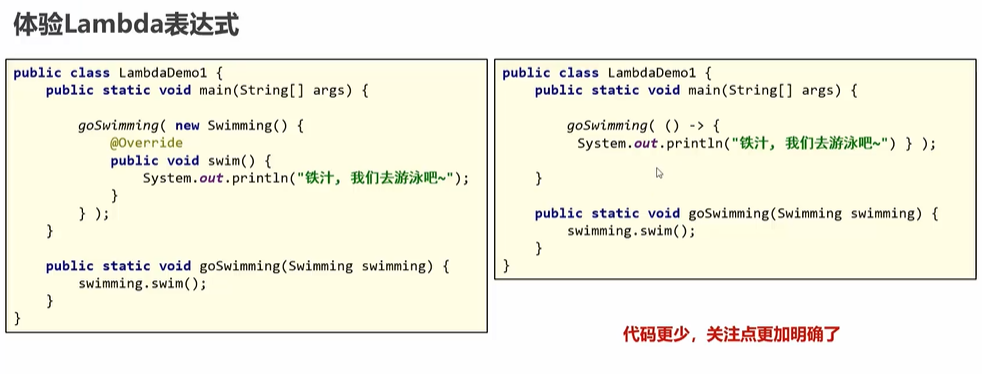 体验Lambda表达式
public class LambdaDemo1 {
public static void main(String[] args) {
goSwimming( new Swimming() {
@Override
public void swim() {
System.out.println("铁汁, 我们去游泳吧~");
}
} );
}
public static void goSwimming(Swimming swimming) {
swimming.swim();
}
}
public class LambdaDemo1 {
public static void main(String[] args) {
goSwimming( () -> {
System.out.println("铁汁, 我们去游泳吧~") } );
}
public static void goSwimming(Swimming swimming) {
swimming.swim();
}
}
代码更少，关注点更加明确了